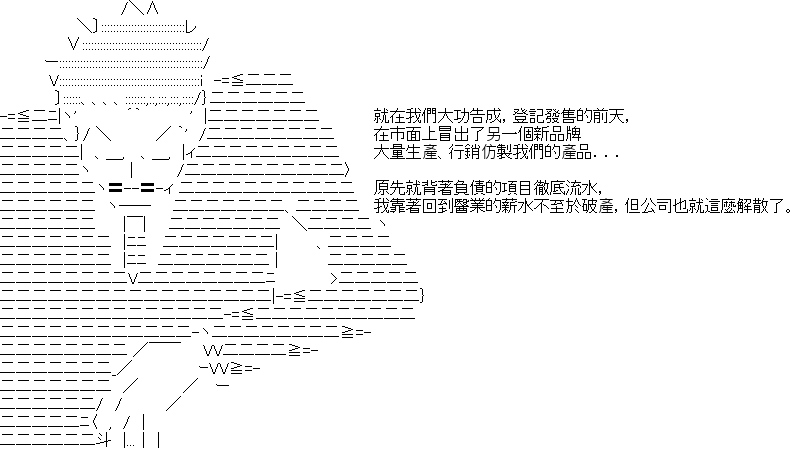 就在我們大功告成，登記發售的前天，
在市面上冒出了另一個新品牌
大量生產、行銷仿製我們的產品...
原先就背著負債的項目徹底流水，
我靠著回到醫業的薪水不至於破產，但公司也就這麼解散了。